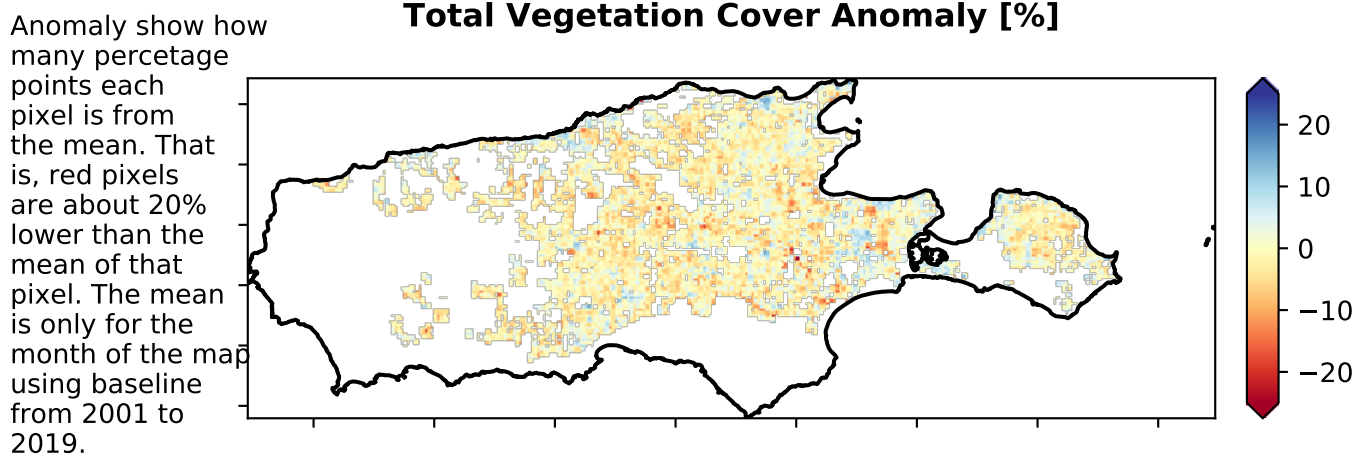 Total Vegetation Cover Anomaly [%]
Anomaly show how
many percetage
points each
pixel is from
the mean. That
is, red pixels
are about 20%
lower than the
mean of that
pixel. The mean
is only for the
month of the map
using baseline
from 2001 to
2019.
20
10
0
−10
−20